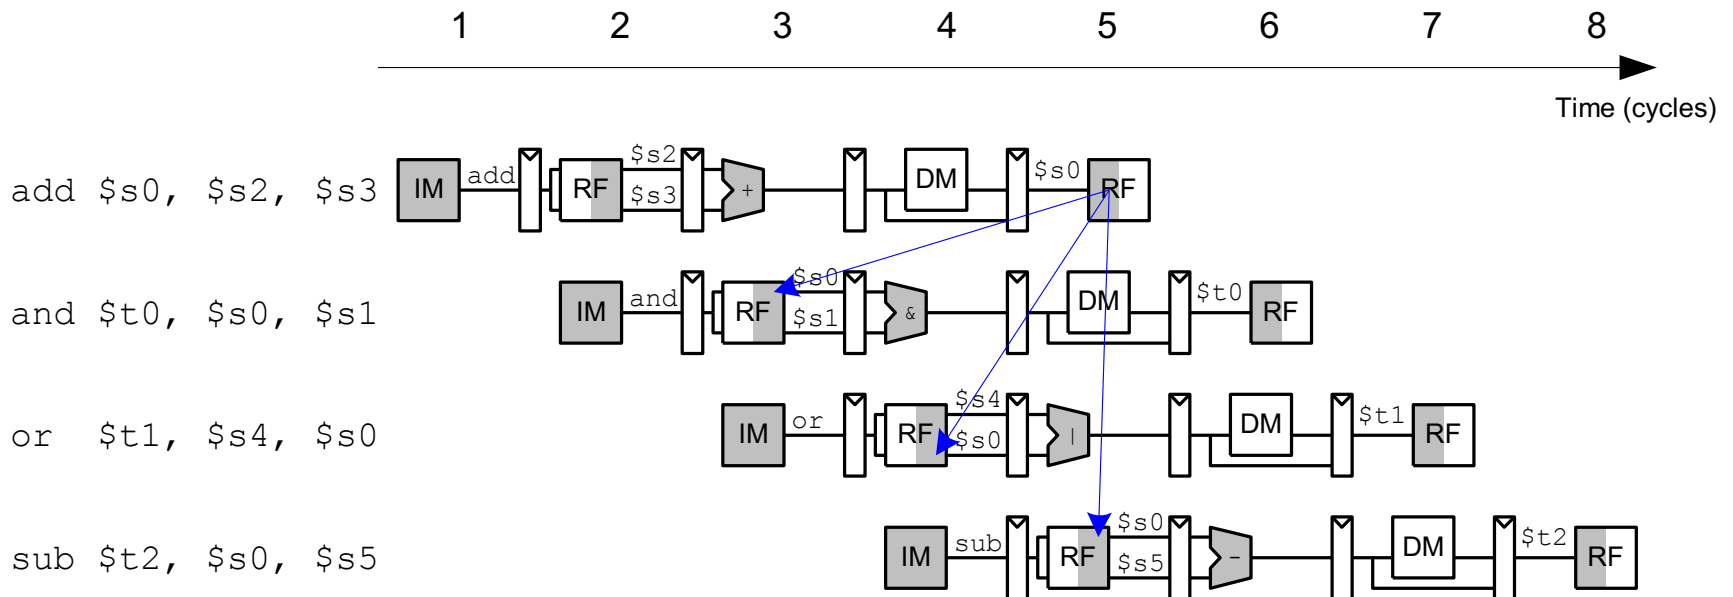 1 2 3 4 5 6 7 8
Time (cycles)
add $s0, $s2, $s3 IM add RF $s2 $s3 + DM $s0 RF
and $t0, $s0, $s1 IM and RF $s0 $s1 & DM $t0 RF
or $t1, $s4, $s0 IM or RF $s4 $s0 | DM $t1 RF
sub $t2, $s0, $s5 IM sub RF $s0 $s5 - DM $t2 RF